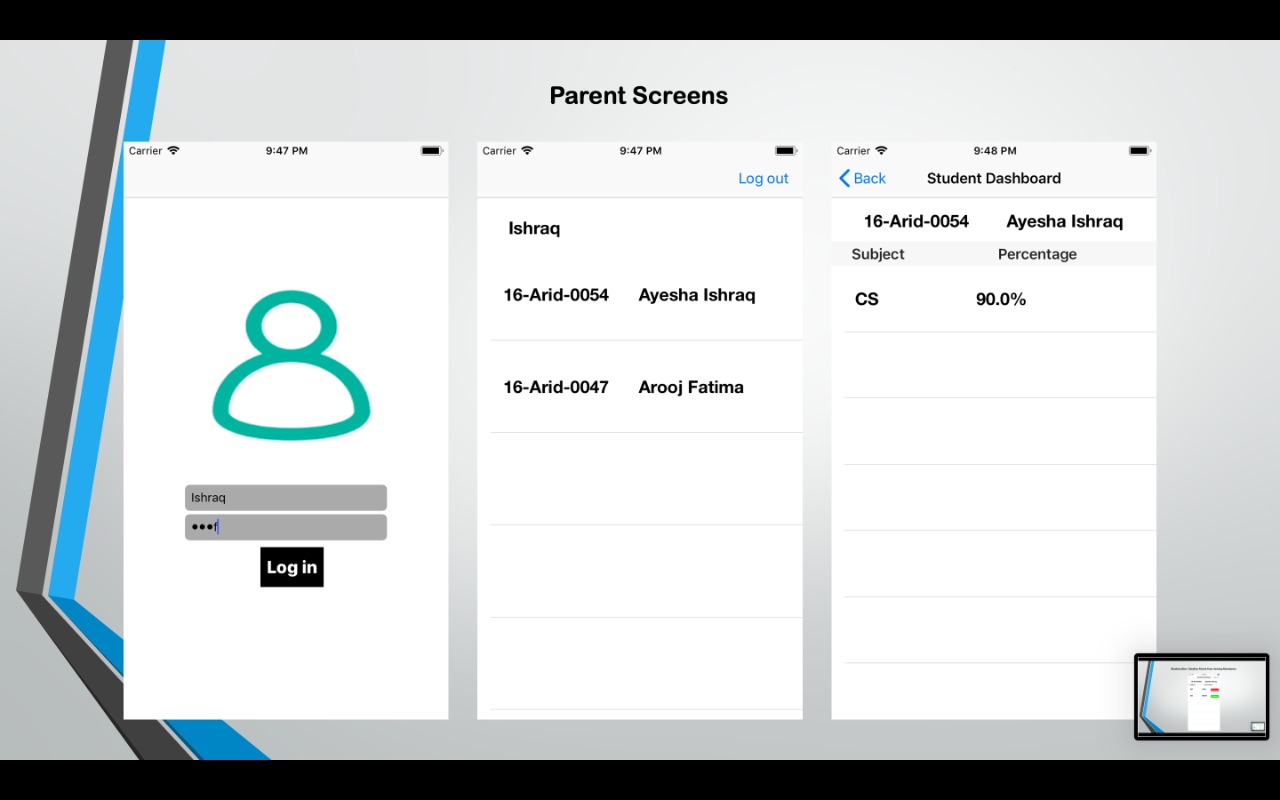 Parent Screens
Carrier 9:47 PM
Ishraq
●●●f
Log in
Carrier 9:47 PM
Log out
Ishraq
16-Arid-0054 Ayesha Ishraq
16-Arid-0047 Arooj Fatima
Carrier 9:48 PM
Back Student Dashboard
16-Arid-0054 Ayesha Ishraq
Subject Percentage
CS 90.0%